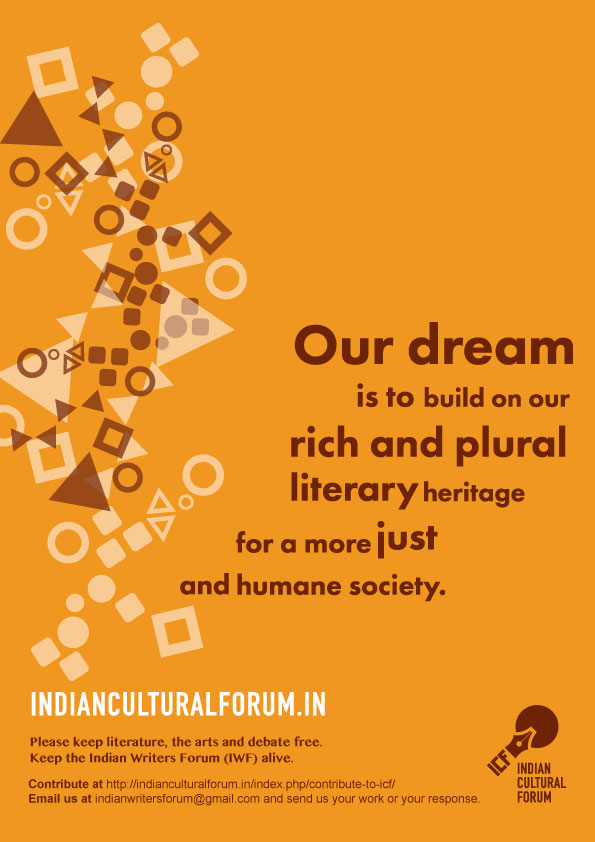 Our dream
is to build on our
rich and plural
literary heritage
for a more just
and humane society.
INDIANCULTURALFORUM.IN
Please keep literature, the arts and debate free.
Keep the Indian Writers Forum (IWF) alive.
Contribute at http://indianculturalforum.in/index.php/contribute-to-icf/
Email us at indianwritersforum@gmail.com and send us your work or your response.
ICF
INDIAN
CULTURAL
FORUM